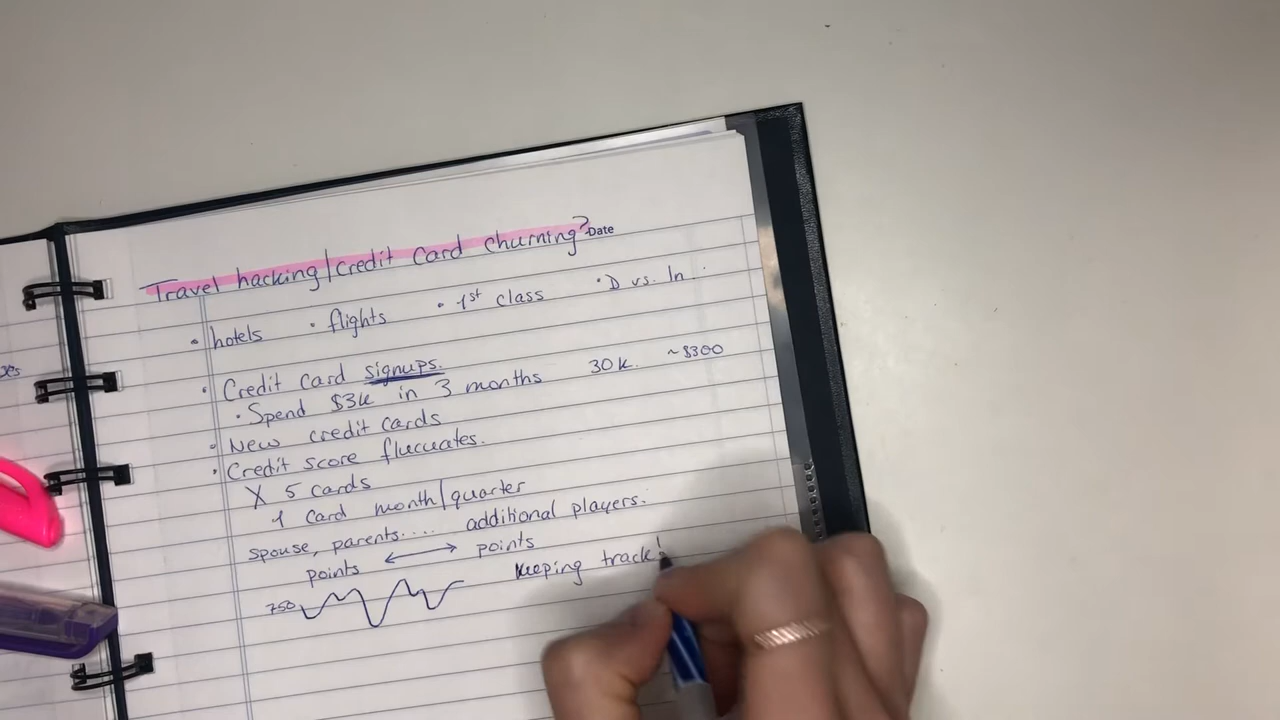 Travel hacking/Credit Card Churning? Date
• hotels • flights • 1st class • D vs. In
• Credit Card signups.
• Spend $3k in 3 months 30k ~$300
• New credit cards
• Credit score flucuates.
X 5 cards
1 card month/quarter
spouse, parents.... additional players.
points ↔ points
750 keeping track!